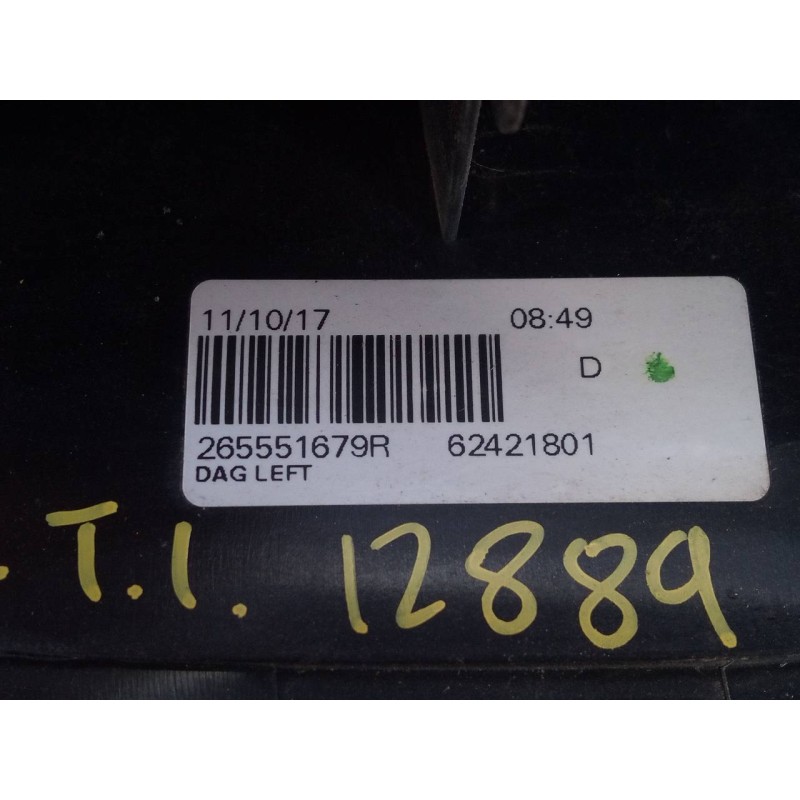 11/10/17 08:49
D
265551679R 62421801
DAG LEFT
.T.I. 12889